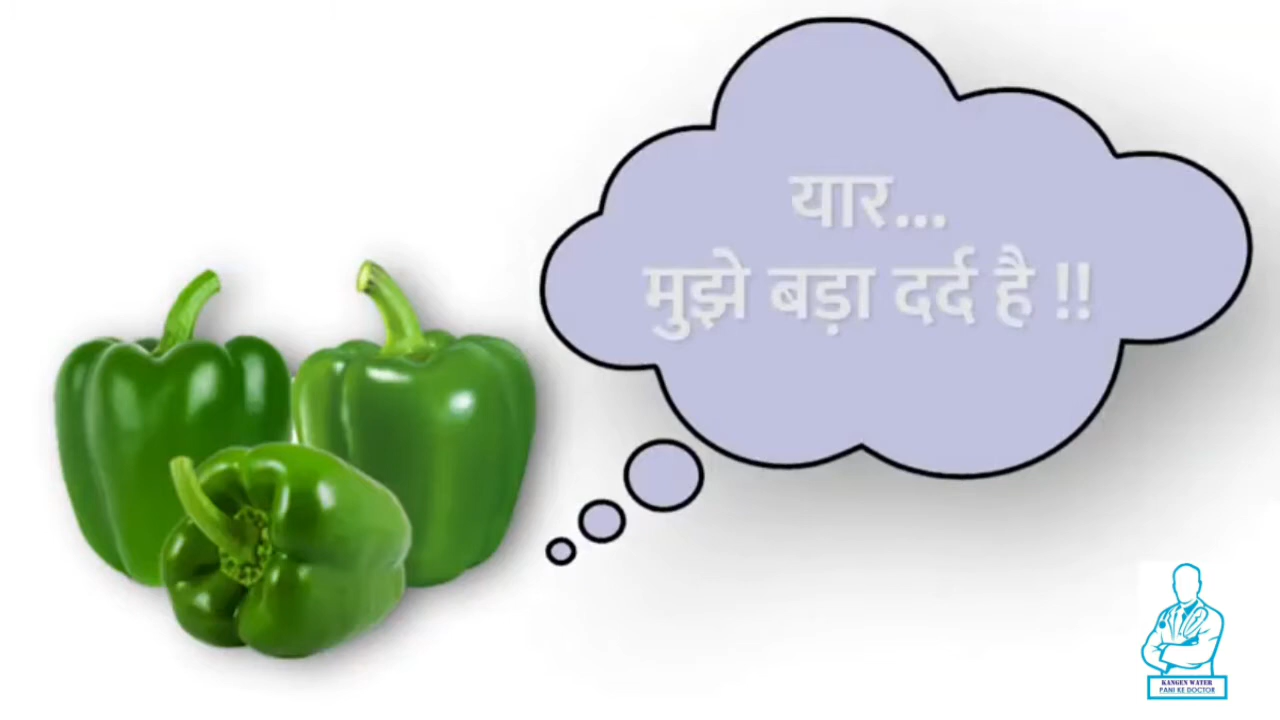 यार...
मुझे बड़ा दर्द है !!
KANGEN WATER
PANI KE DOCTOR